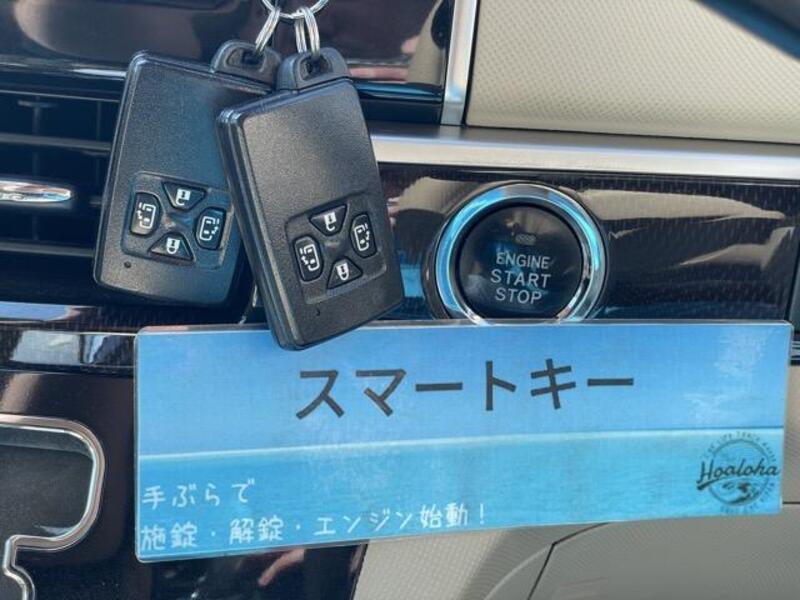 ENGINE
START
STOP
スマートキー
Hoaloha
手ぶらで
施錠・解錠・エンジン始動！